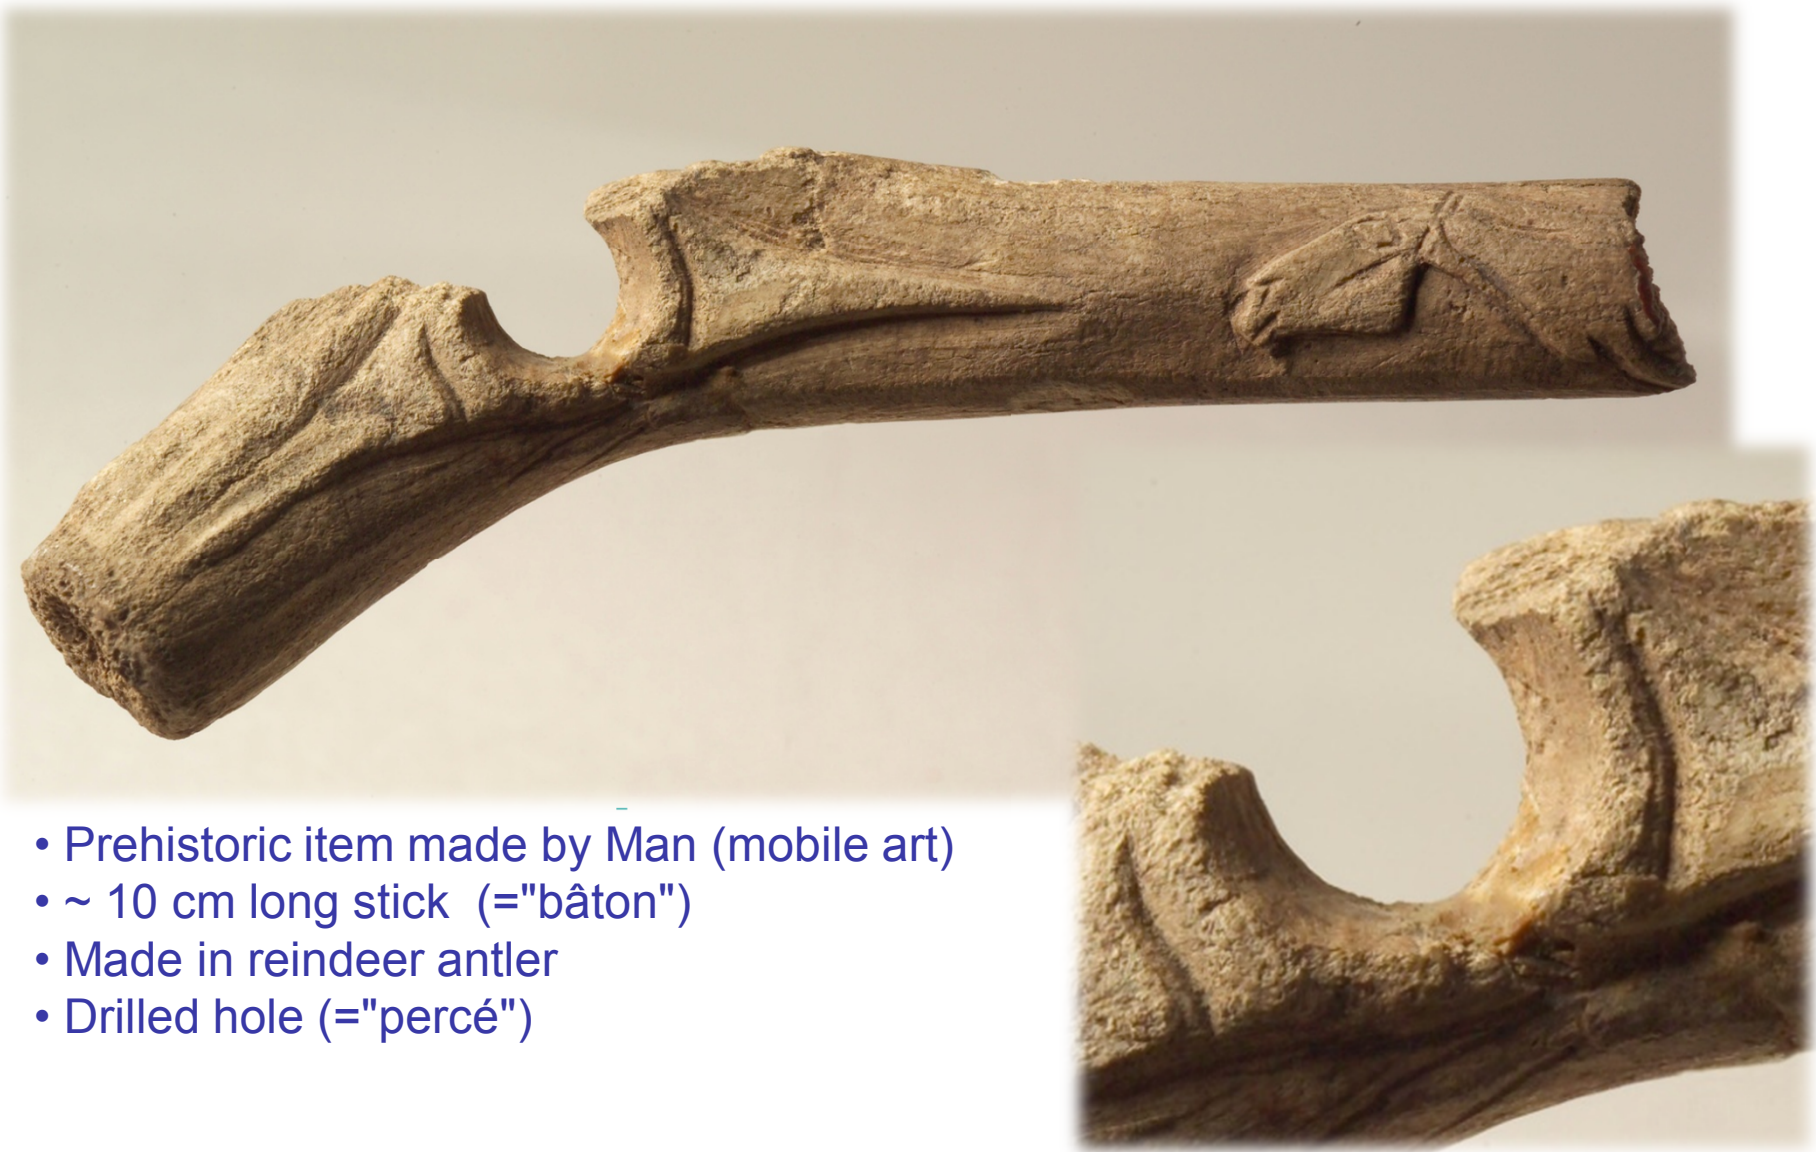 • Prehistoric item made by Man (mobile art)
• ~ 10 cm long stick  (="bâton")
• Made in reindeer antler
• Drilled hole (="percé")